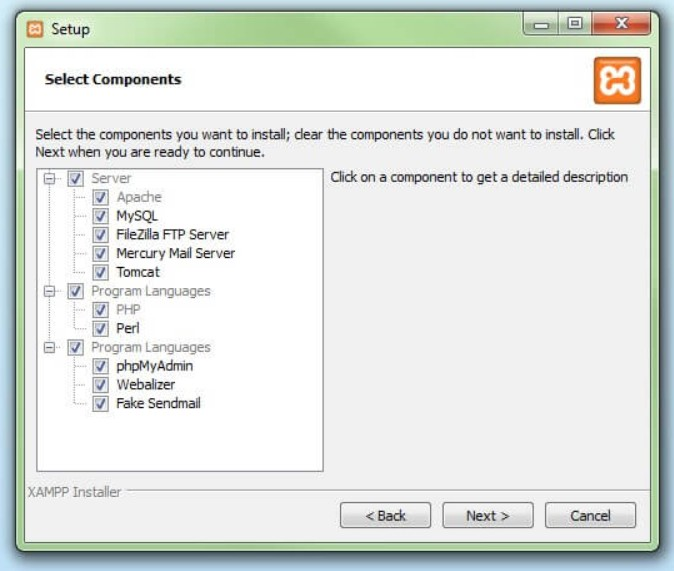 Setup
Select Components
Select the components you want to install; clear the components you do not want to install. Click
Next when you are ready to continue.
Server
Apache
MySQL
FileZilla FTP Server
Mercury Mail Server
Tomcat
Program Languages
PHP
Perl
Program Languages
phpMyAdmin
Webalizer
Fake Sendmail
Click on a component to get a detailed description
XAMPP Installer
< Back
Next >
Cancel